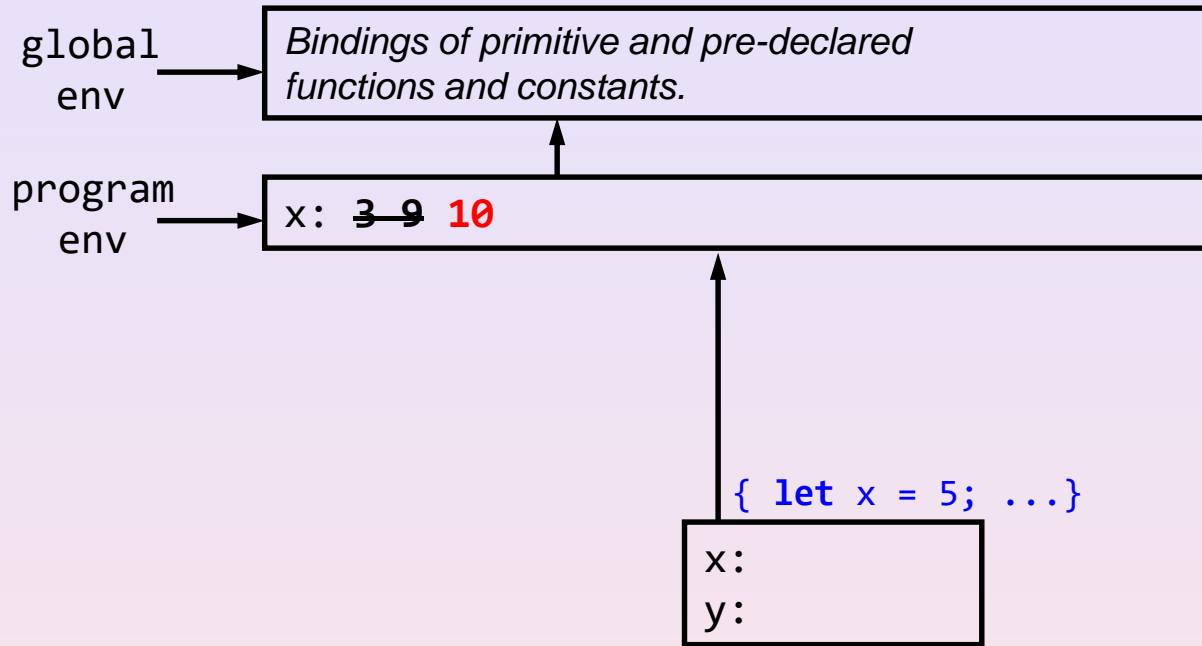 global
env
Bindings of primitive and pre-declared
functions and constants.
program
env
x: 3 9 10
{ let x = 5; ...}
x:
y: